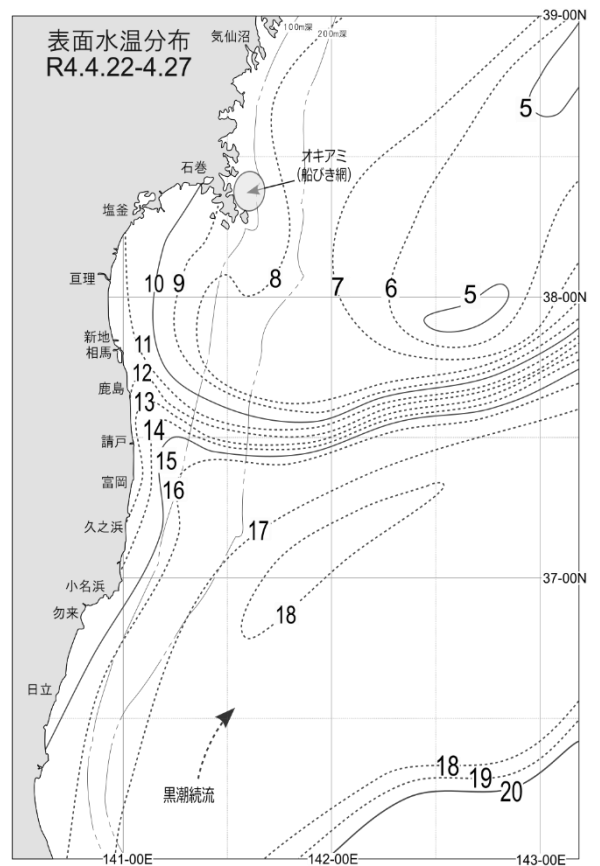 表面水温分布
R4.4.22-4.27
気仙沼
100m深
200m深
39-00N
5
オキアミ
(船びき網)
石巻
塩釜
亘理
10
9
8
7
6
5
38-00N
新地
相馬
11
12
鹿島
13
14
請戸
15
富岡
16
久之浜
17
37-00N
小名浜
勿来
18
日立
黒潮続流
18
19
20
141-00E
142-00E
143-00E